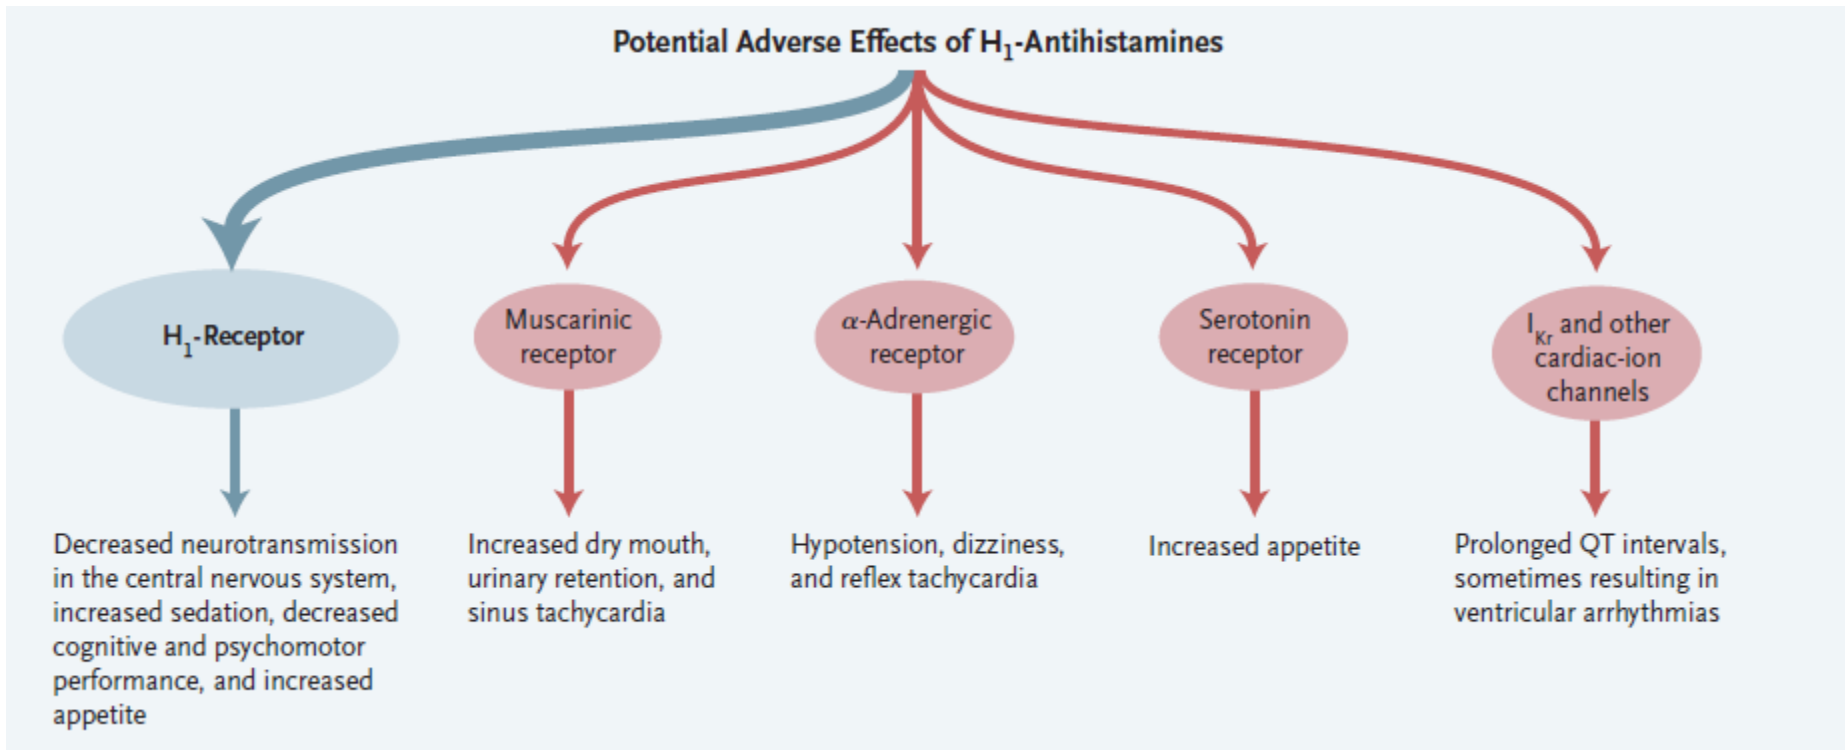 Potential Adverse Effects of H1-Antihistamines
H1-Receptor
Muscarinic
receptor
α-Adrenergic
receptor
Serotonin
receptor
IKr and other
cardiac-ion
channels
Decreased neurotransmission
in the central nervous system,
increased sedation, decreased
cognitive and psychomotor
performance, and increased
appetite
Increased dry mouth,
urinary retention, and
sinus tachycardia
Hypotension, dizziness,
and reflex tachycardia
Increased appetite
Prolonged QT intervals,
sometimes resulting in
ventricular arrhythmias